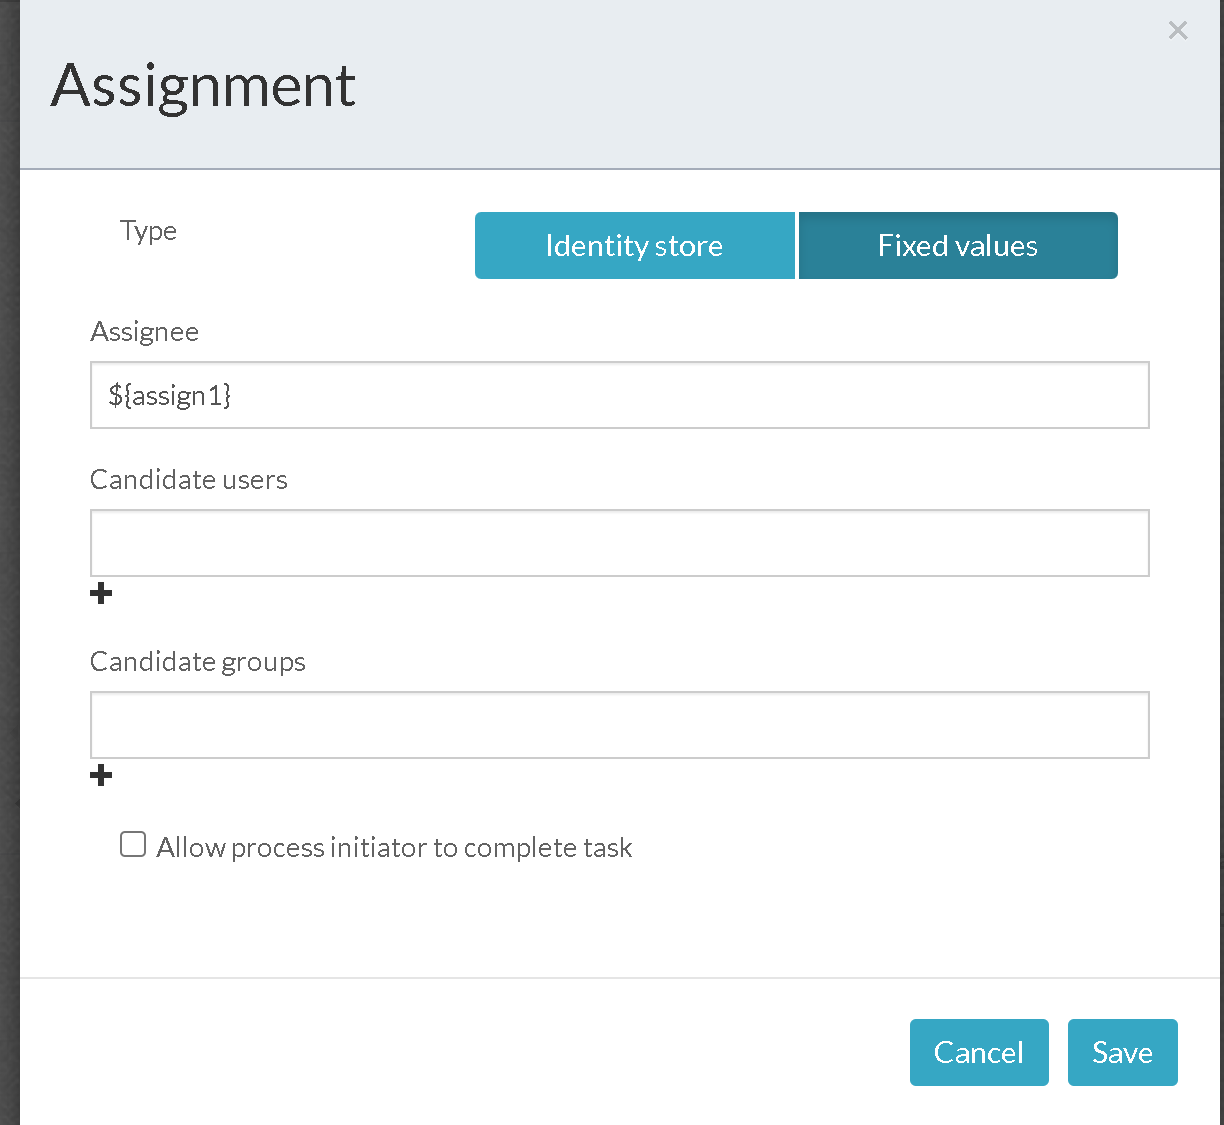 ×
Assignment
Type
Identity store
Fixed values
Assignee
${assign1}
Candidate users
Candidate groups
Allow process initiator to complete task
Cancel
Save